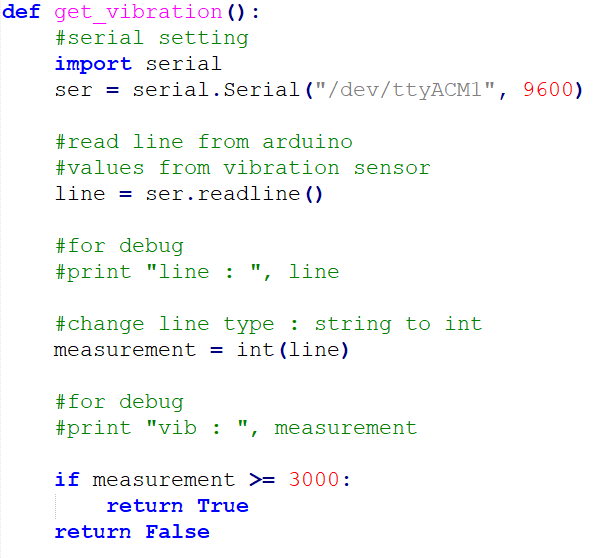 def get_vibration():
    #serial setting
    import serial
    ser = serial.Serial("/dev/ttyACM1", 9600)

    #read line from arduino
    #values from vibration sensor
    line = ser.readline()

    #for debug
    #print "line : ", line

    #change line type : string to int
    measurement = int(line)

    #for debug
    #print "vib : ", measurement

    if measurement >= 3000:
        return True
    return False